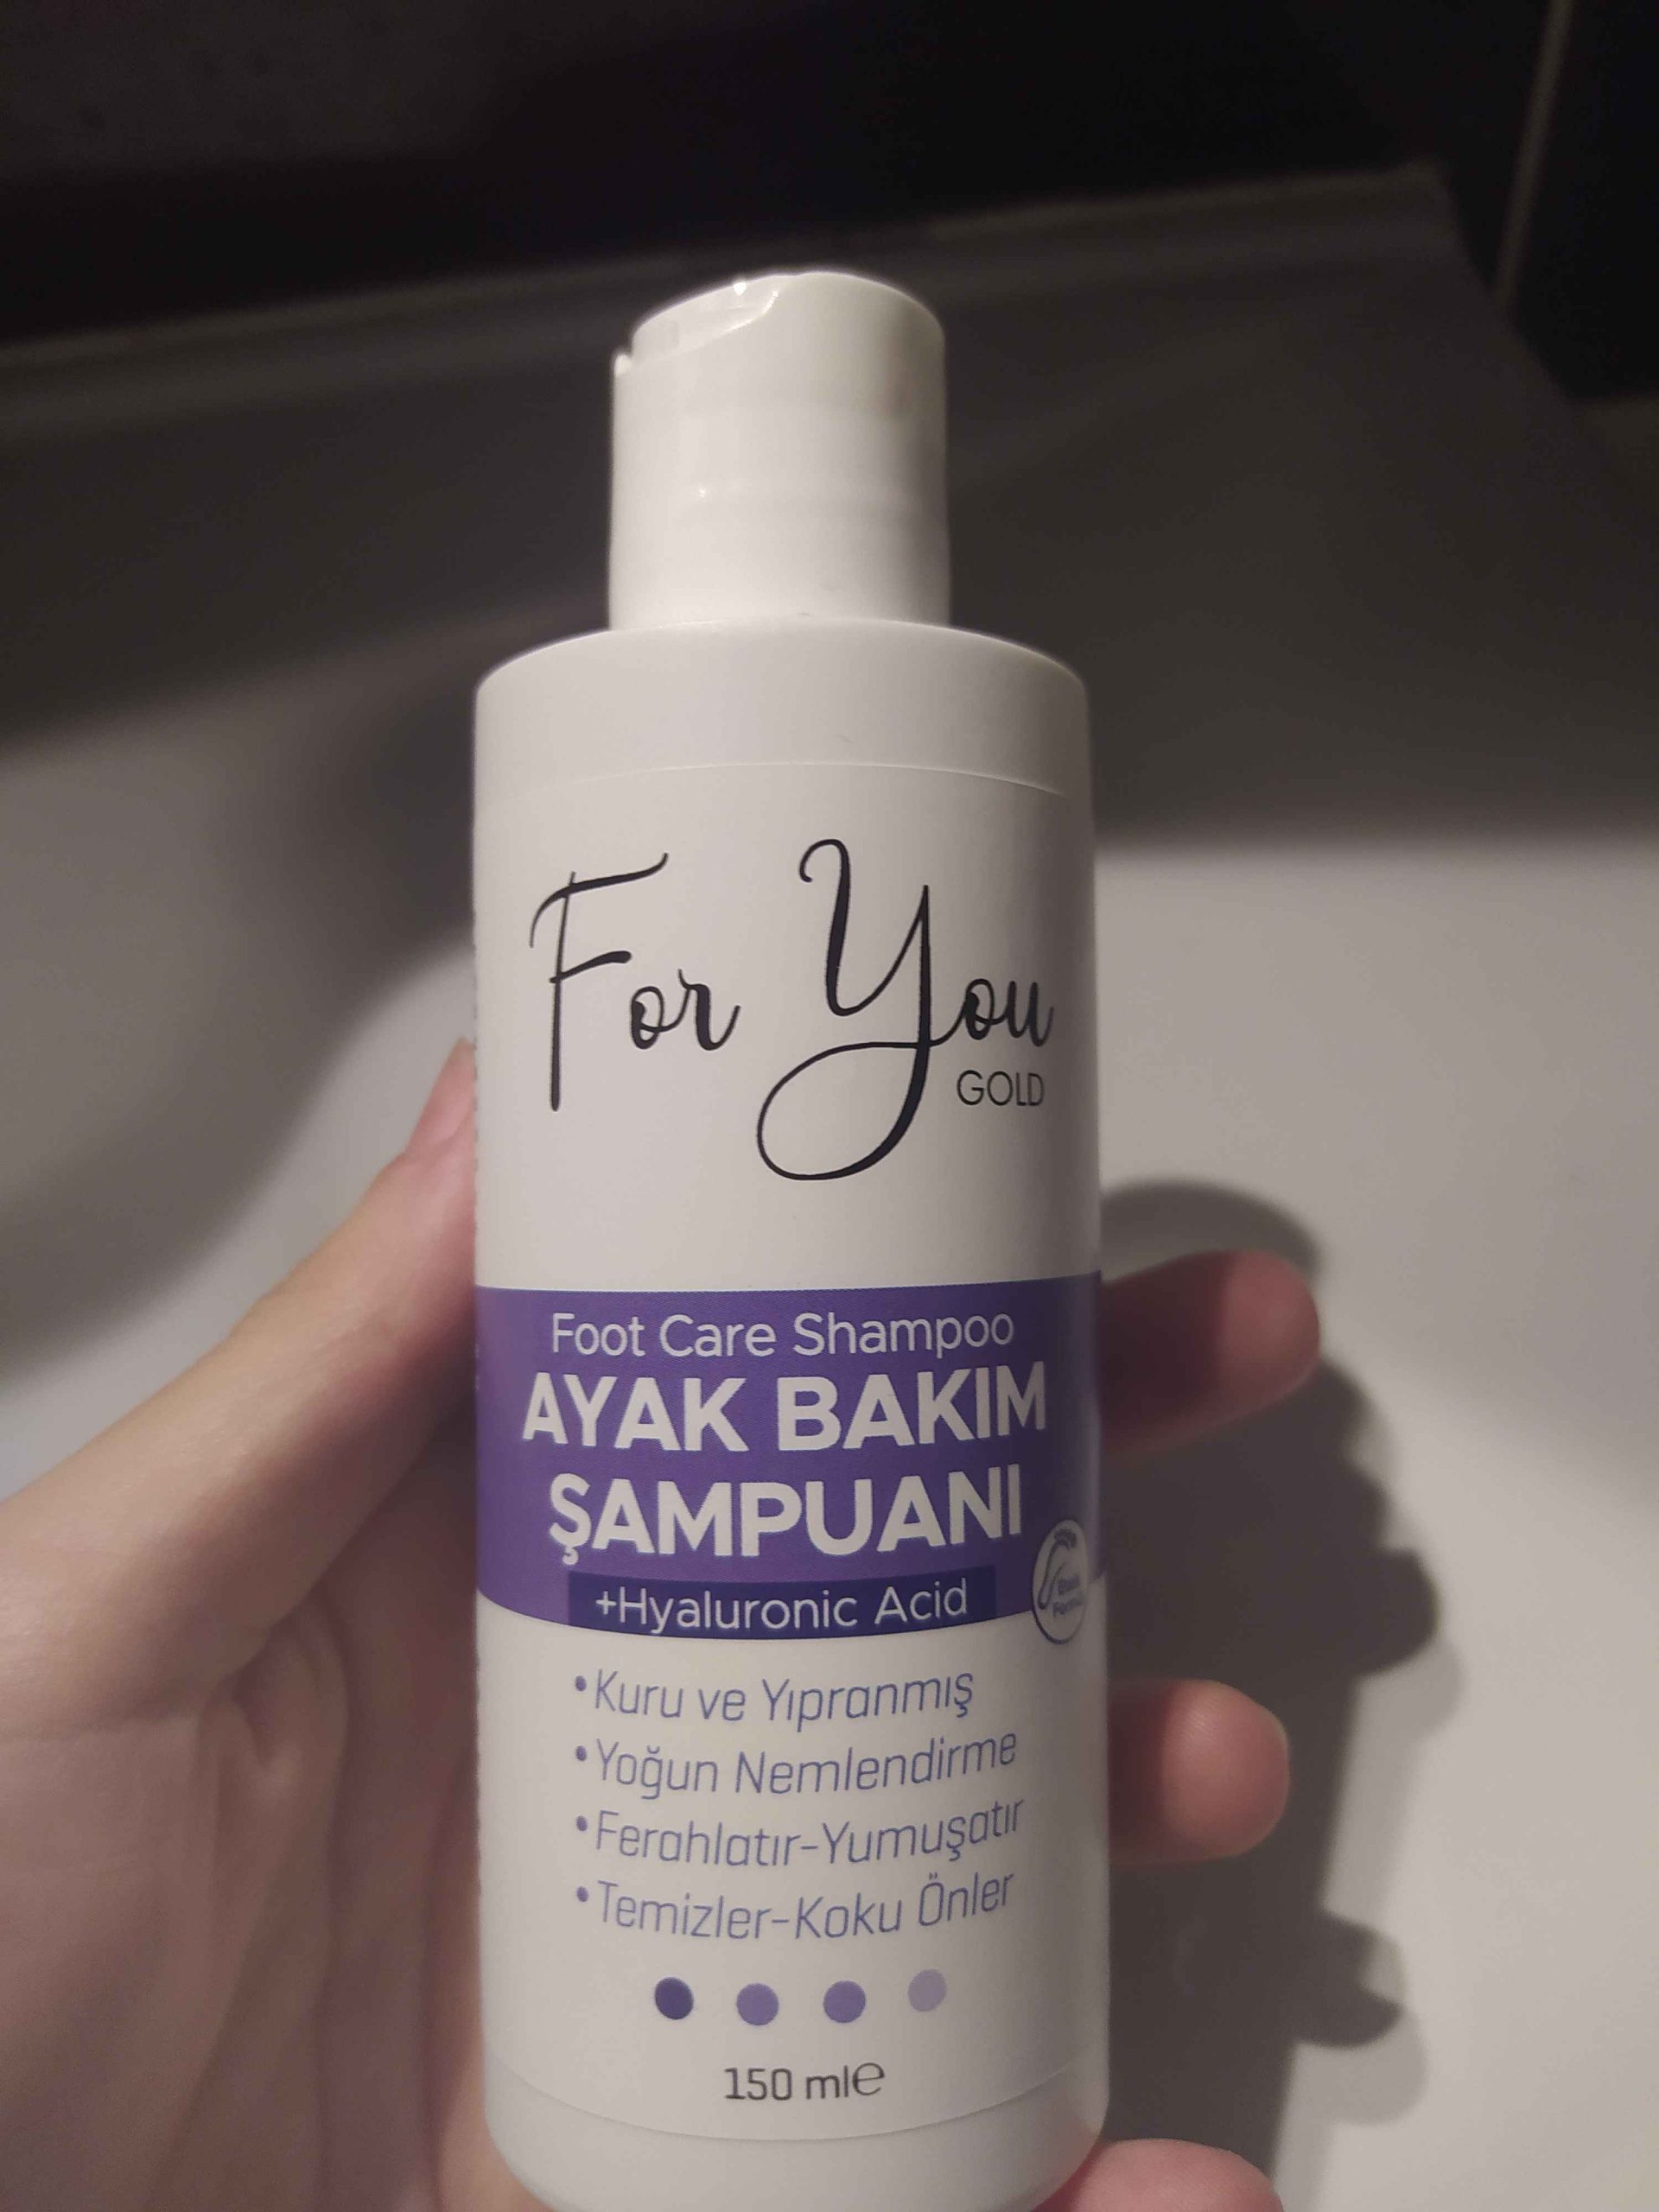 For You
GOLD
Foot Care Shampoo
AYAK BAKIM
ŞAMPUANI
+Hyaluronic Acid
•Kuru ve Yıpranmış
•Yoğun Nemlendirme
•Ferahlatır-Yumuşatır
•Temizler-Koku Önler
150 ml℮